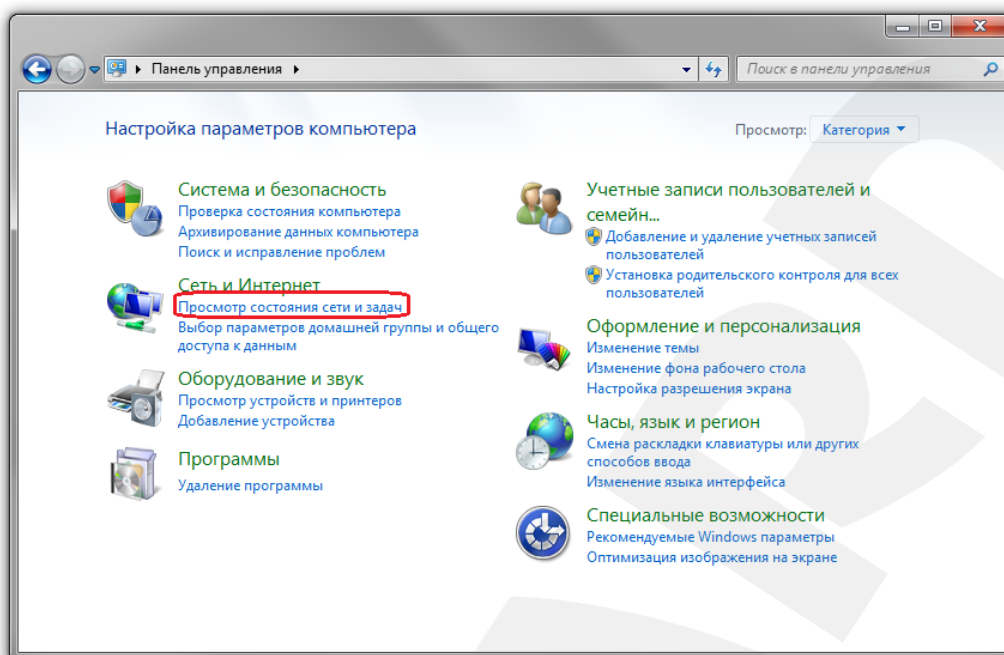 Панель управления
Поиск в панели управления
Настройка параметров компьютера
Просмотр: Категория
Система и безопасность
Проверка состояния компьютера
Архивирование данных компьютера
Поиск и исправление проблем
Сеть и Интернет
Просмотр состояния сети и задач
Выбор параметров домашней группы и общего
доступа к данным
Оборудование и звук
Просмотр устройств и принтеров
Добавление устройства
Программы
Удаление программы
Учетные записи пользователей и
семейн...
Добавление и удаление учетных записей
пользователей
Установка родительского контроля для всех
пользователей
Оформление и персонализация
Изменение темы
Изменение фона рабочего стола
Настройка разрешения экрана
Часы, язык и регион
Смена раскладки клавиатуры или других
способов ввода
Изменение языка интерфейса
Специальные возможности
Рекомендуемые Windows параметры
Оптимизация изображения на экране